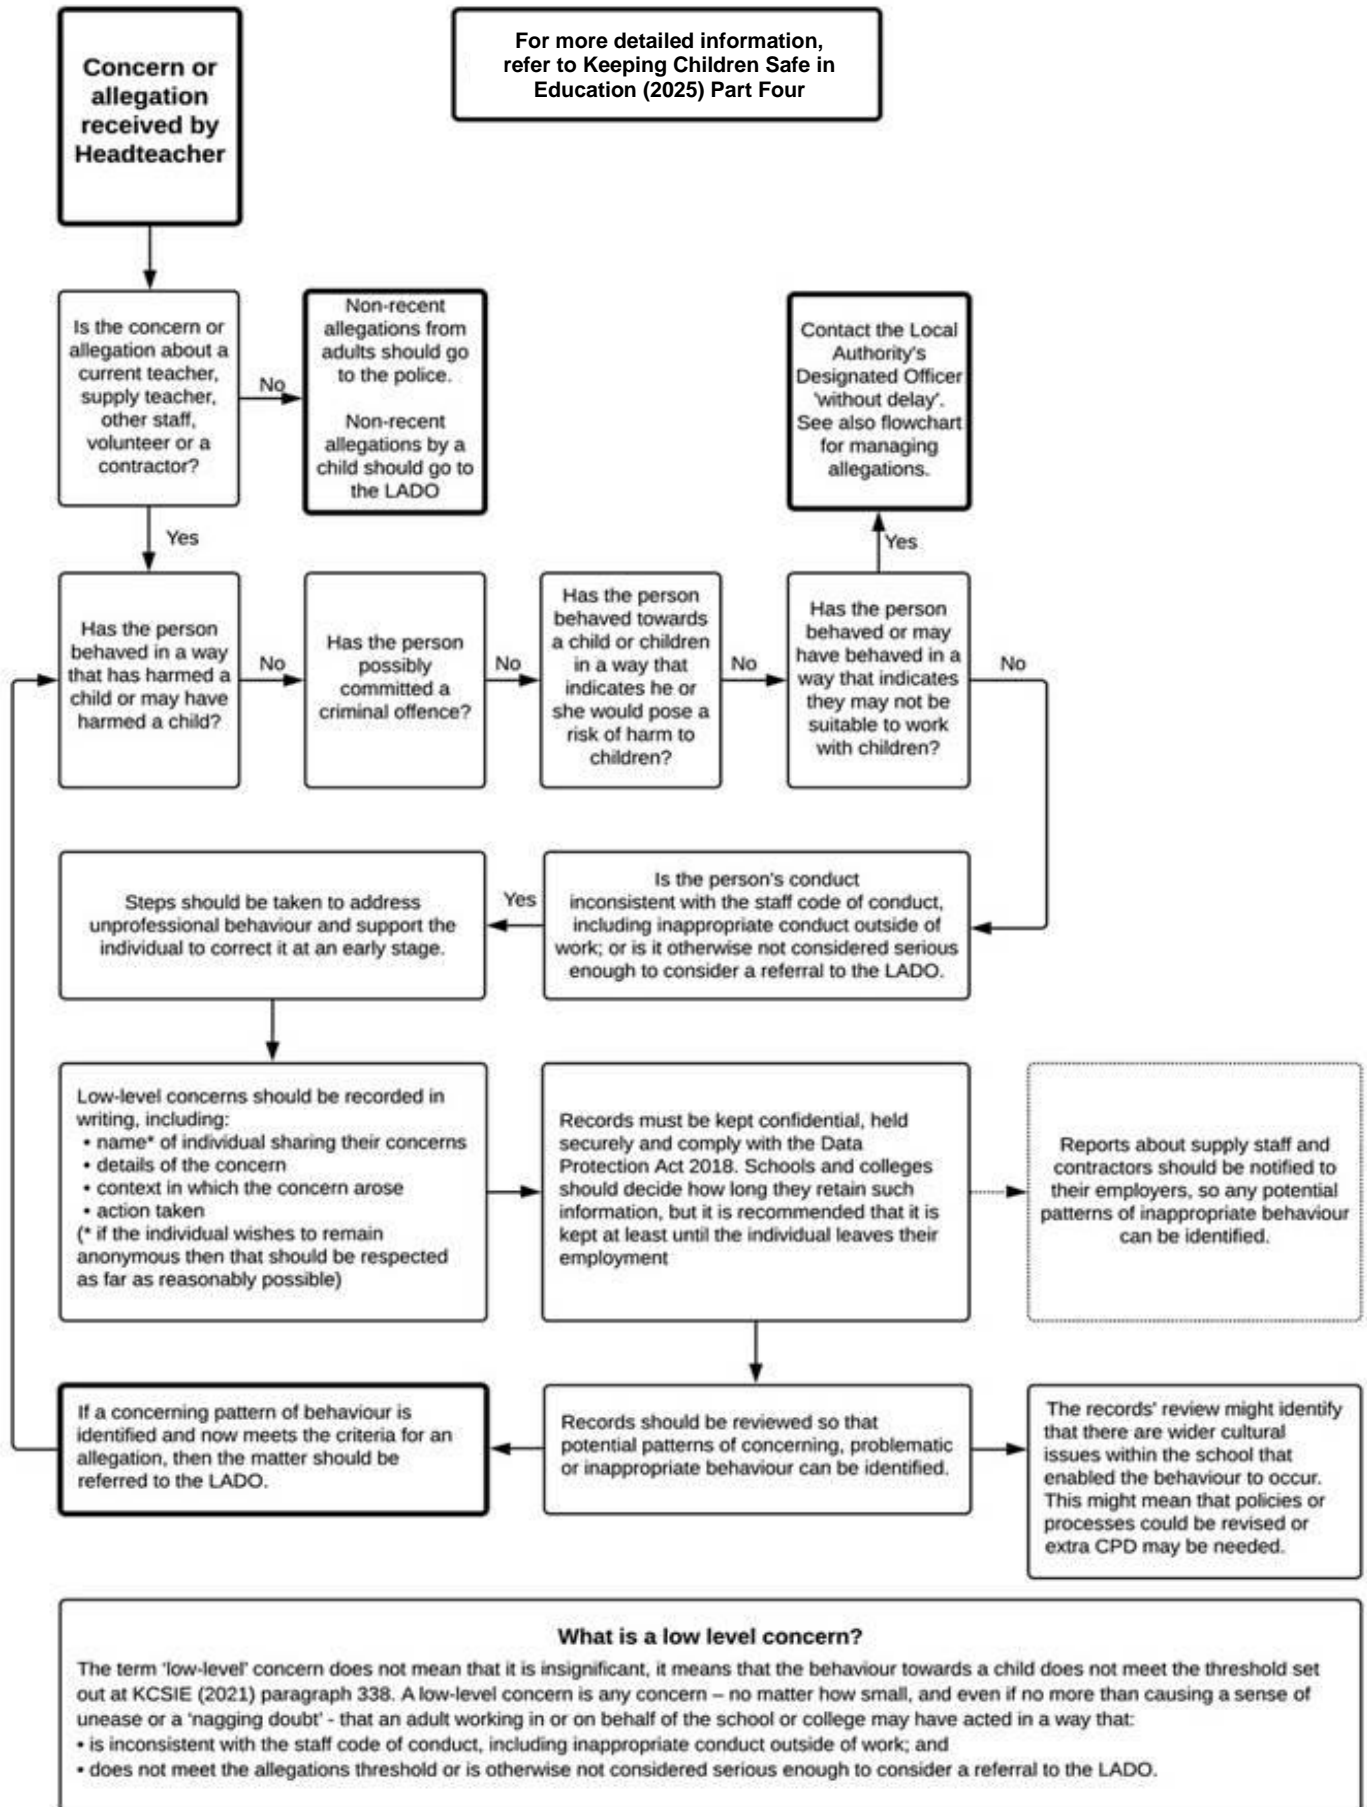 Concern or
allegation
received by
Headteacher
For more detailed information,
refer to Keeping Children Safe in
Education (2025) Part Four
Is the concern or
allegation about a
current teacher,
supply teacher,
other staff,
volunteer or a
contractor?
No
Non-recent
allegations from
adults should go
to the police.
Non-recent
allegations by a
child should go to
the LADO
Contact the Local
Authority's
Designated Officer
'without delay'.
See also flowchart
for managing
allegations.
Yes
Yes
Has the person
behaved in a way
that has harmed a
child or may have
harmed a child?
No
Has the person
possibly
committed a
criminal offence?
No
Has the person
behaved towards
a child or children
in a way that
indicates he or
she would pose a
risk of harm to
children?
No
Has the person
behaved or may
have behaved in a
way that indicates
they may not be
suitable to work
with children?
No
Is the person's conduct
inconsistent with the staff code of conduct,
including inappropriate conduct outside of
work; or is it otherwise not considered serious
enough to consider a referral to the LADO.
Yes
Steps should be taken to address
unprofessional behaviour and support the
individual to correct it at an early stage.
Low-level concerns should be recorded in
writing, including:
• name* of individual sharing their concerns
• details of the concern
• context in which the concern arose
• action taken
(* if the individual wishes to remain
anonymous then that should be respected
as far as reasonably possible)
Records must be kept confidential, held
securely and comply with the Data
Protection Act 2018. Schools and colleges
should decide how long they retain such
information, but it is recommended that it is
kept at least until the individual leaves their
employment
Reports about supply staff and
contractors should be notified to
their employers, so any potential
patterns of inappropriate behaviour
can be identified.
If a concerning pattern of behaviour is
identified and now meets the criteria for an
allegation, then the matter should be
referred to the LADO.
Records should be reviewed so that
potential patterns of concerning, problematic
or inappropriate behaviour can be identified.
The records' review might identify
that there are wider cultural
issues within the school that
enabled the behaviour to occur.
This might mean that policies or
processes could be revised or
extra CPD may be needed.
What is a low level concern?
The term 'low-level' concern does not mean that it is insignificant, it means that the behaviour towards a child does not meet the threshold set
out at KCSIE (2021) paragraph 338. A low-level concern is any concern – no matter how small, and even if no more than causing a sense of
unease or a 'nagging doubt' - that an adult working in or on behalf of the school or college may have acted in a way that:
• is inconsistent with the staff code of conduct, including inappropriate conduct outside of work; and
• does not meet the allegations threshold or is otherwise not considered serious enough to consider a referral to the LADO.